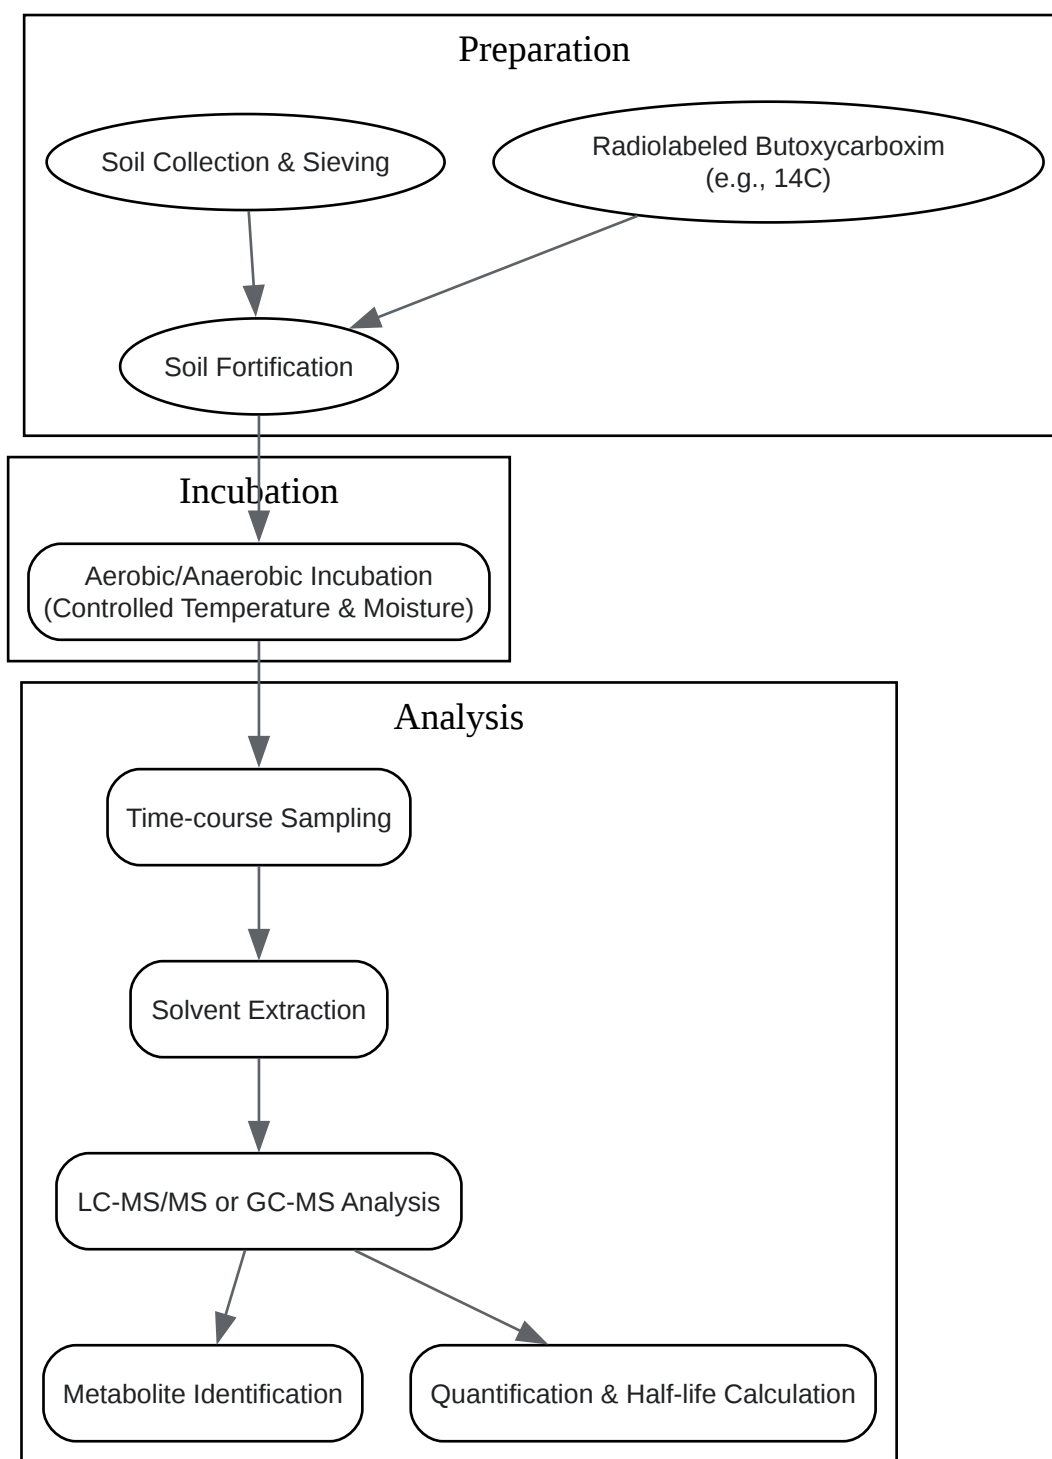 Preparation
Soil Collection & Sieving
Radiolabeled Butoxycarboxim
(e.g., 14C)
Soil Fortification
Incubation
Aerobic/Anaerobic Incubation
(Controlled Temperature & Moisture)
Analysis
Time-course Sampling
Solvent Extraction
LC-MS/MS or GC-MS Analysis
Metabolite Identification
Quantification & Half-life Calculation